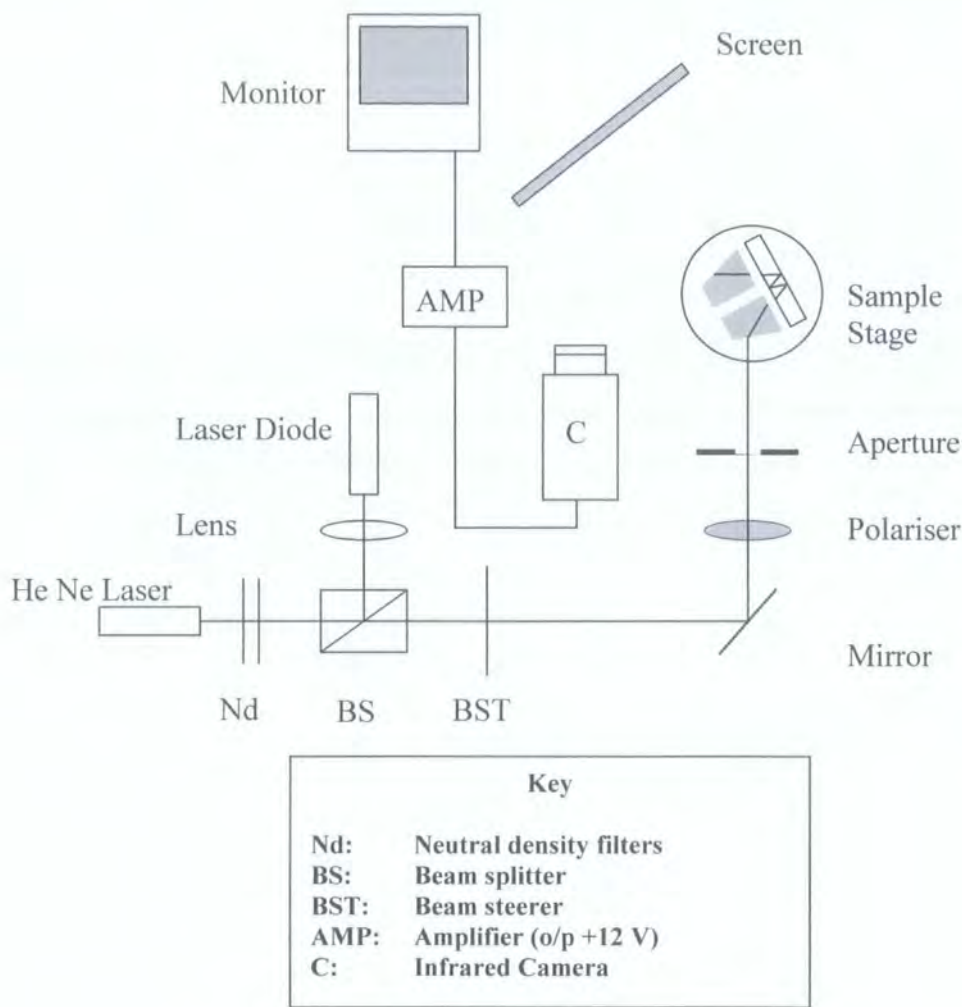 Screen
Monitor
AMP
Sample
Stage
Laser Diode
C
Aperture
Lens
Polariser
He Ne Laser
Mirror
Nd
BS
BST
Key
Nd: Neutral density filters
BS: Beam splitter
BST: Beam steerer
AMP: Amplifier (o/p +12 V)
C: Infrared Camera